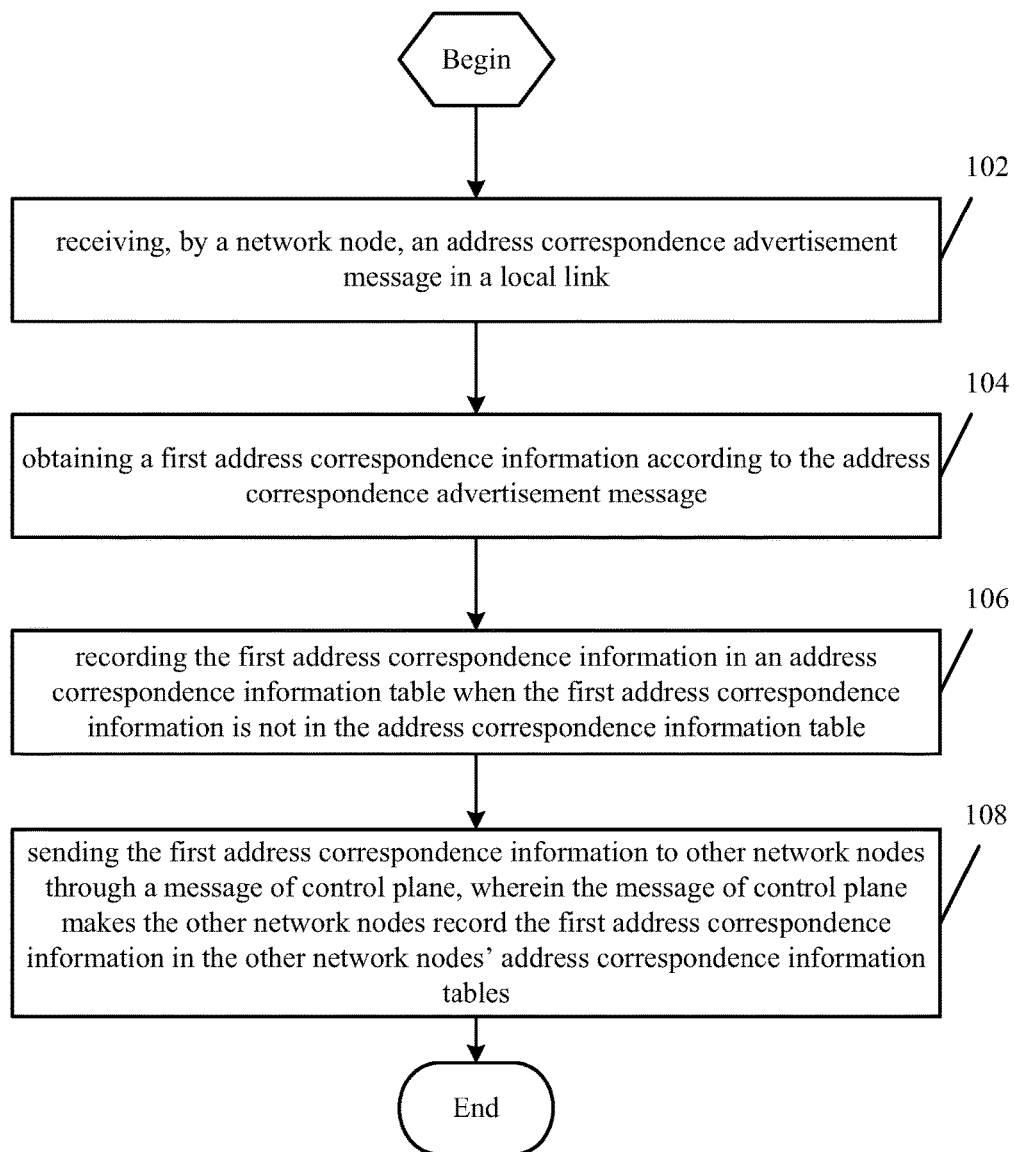 Begin
102
receiving, by a network node, an address correspondence advertisement
message in a local link
104
obtaining a first address correspondence information according to the address
correspondence advertisement message
106
recording the first address correspondence information in an address
correspondence information table when the first address correspondence
information is not in the address correspondence information table
108
sending the first address correspondence information to other network nodes
through a message of control plane, wherein the message of control plane
makes the other network nodes record the first address correspondence
information in the other network nodes’ address correspondence information
tables
End